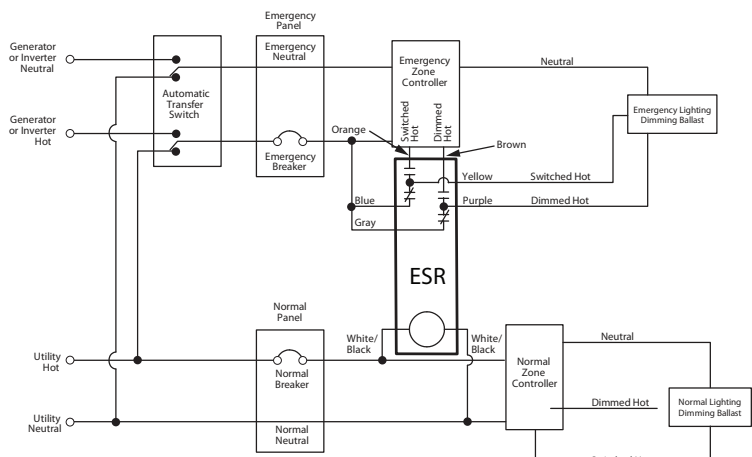 Emergency
Panel
Generator
or Inverter
Neutral
Emergency
Neutral
Emergency
Zone
Controller
Neutral
Automatic
Transfer
Switch
Emergency Lighting
Dimming Ballast
Generator
or Inverter
Hot
Switched
Hot
Dimmed
Hot
Orange
Brown
Emergency
Breaker
Yellow
Switched Hot
Blue
Purple
Dimmed Hot
Gray
ESR
Normal
Panel
White/
Black
White/
Black
Neutral
Utility
Hot
Normal
Breaker
Normal
Zone
Controller
Dimmed Hot
Normal Lighting
Dimming Ballast
Utility
Neutral
Normal
Neutral